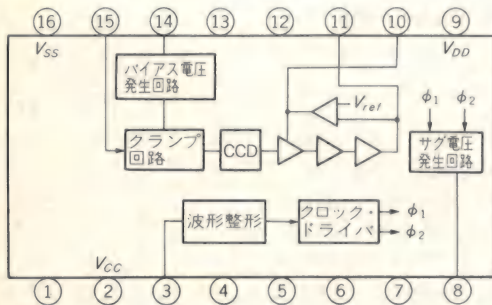 16 15 14 13 12 11 10 9
VSS
VDD
バイアス電圧
発生回路
Vref
φ1 φ2
クランプ
回路
CCD
サグ電圧
発生回路
波形整形
クロック・
ドライバ
φ1
φ2
VCC
1 2 3 4 5 6 7 8